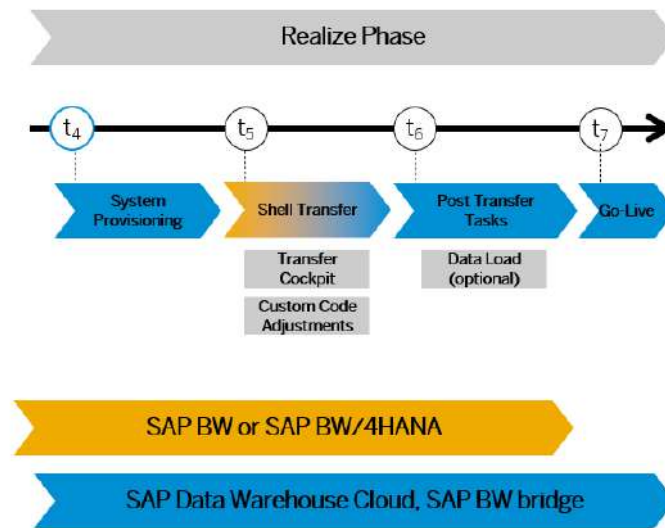 Realize Phase
t4
t5
t6
t7
System
Provisioning
Shell Transfer
Post Transfer
Tasks
Go-Live
Transfer
Cockpit
Data Load
(optional)
Custom Code
Adjustments
SAP BW or SAP BW/4HANA
SAP Data Warehouse Cloud, SAP BW bridge